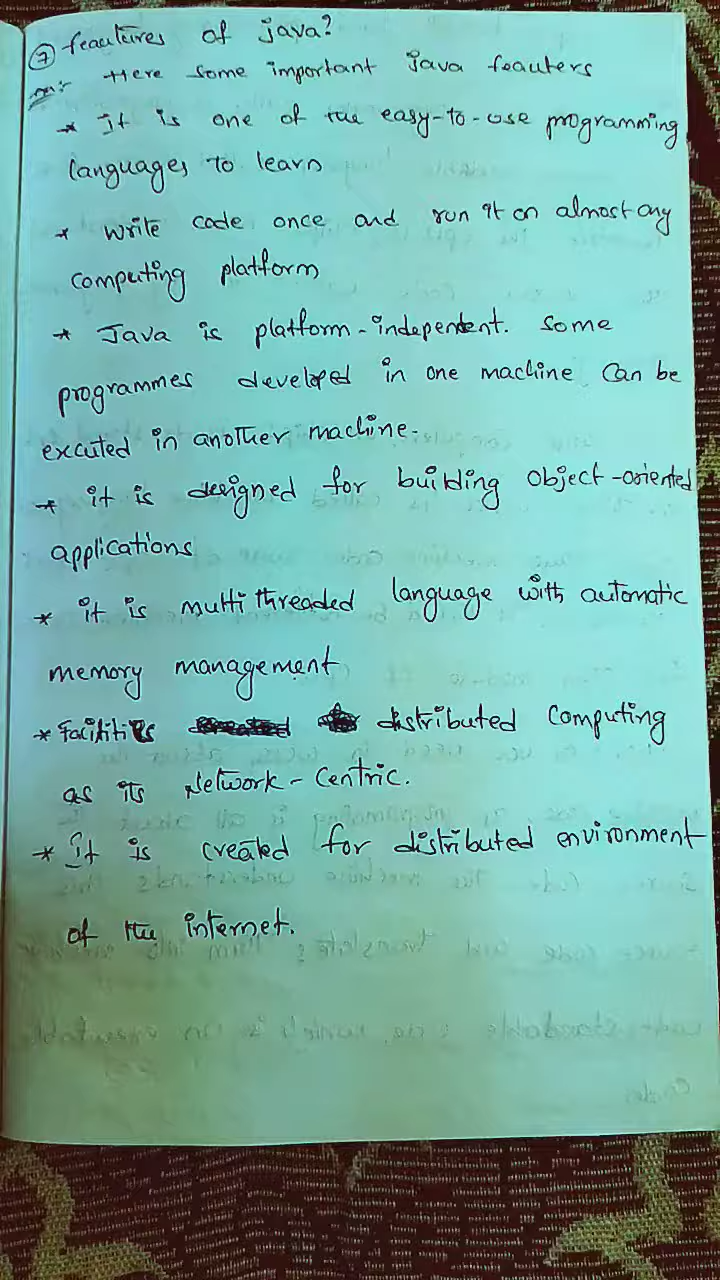 7 feautures of java?
Ans: Here some important java feauters
* It is one of the easy-to-use programming
languages to learn
* Write code once and run it on almost any
computing platform
* Java is platform-independent. Some
programmes developed in one machine can be
excuted in another machine.
* it is designed for building object-oriented
applications
* it is multi threaded language with automatic
memory management
* Facilities distributed computing
as its Network-Centric.
* It is created for distributed environment
of the internet.